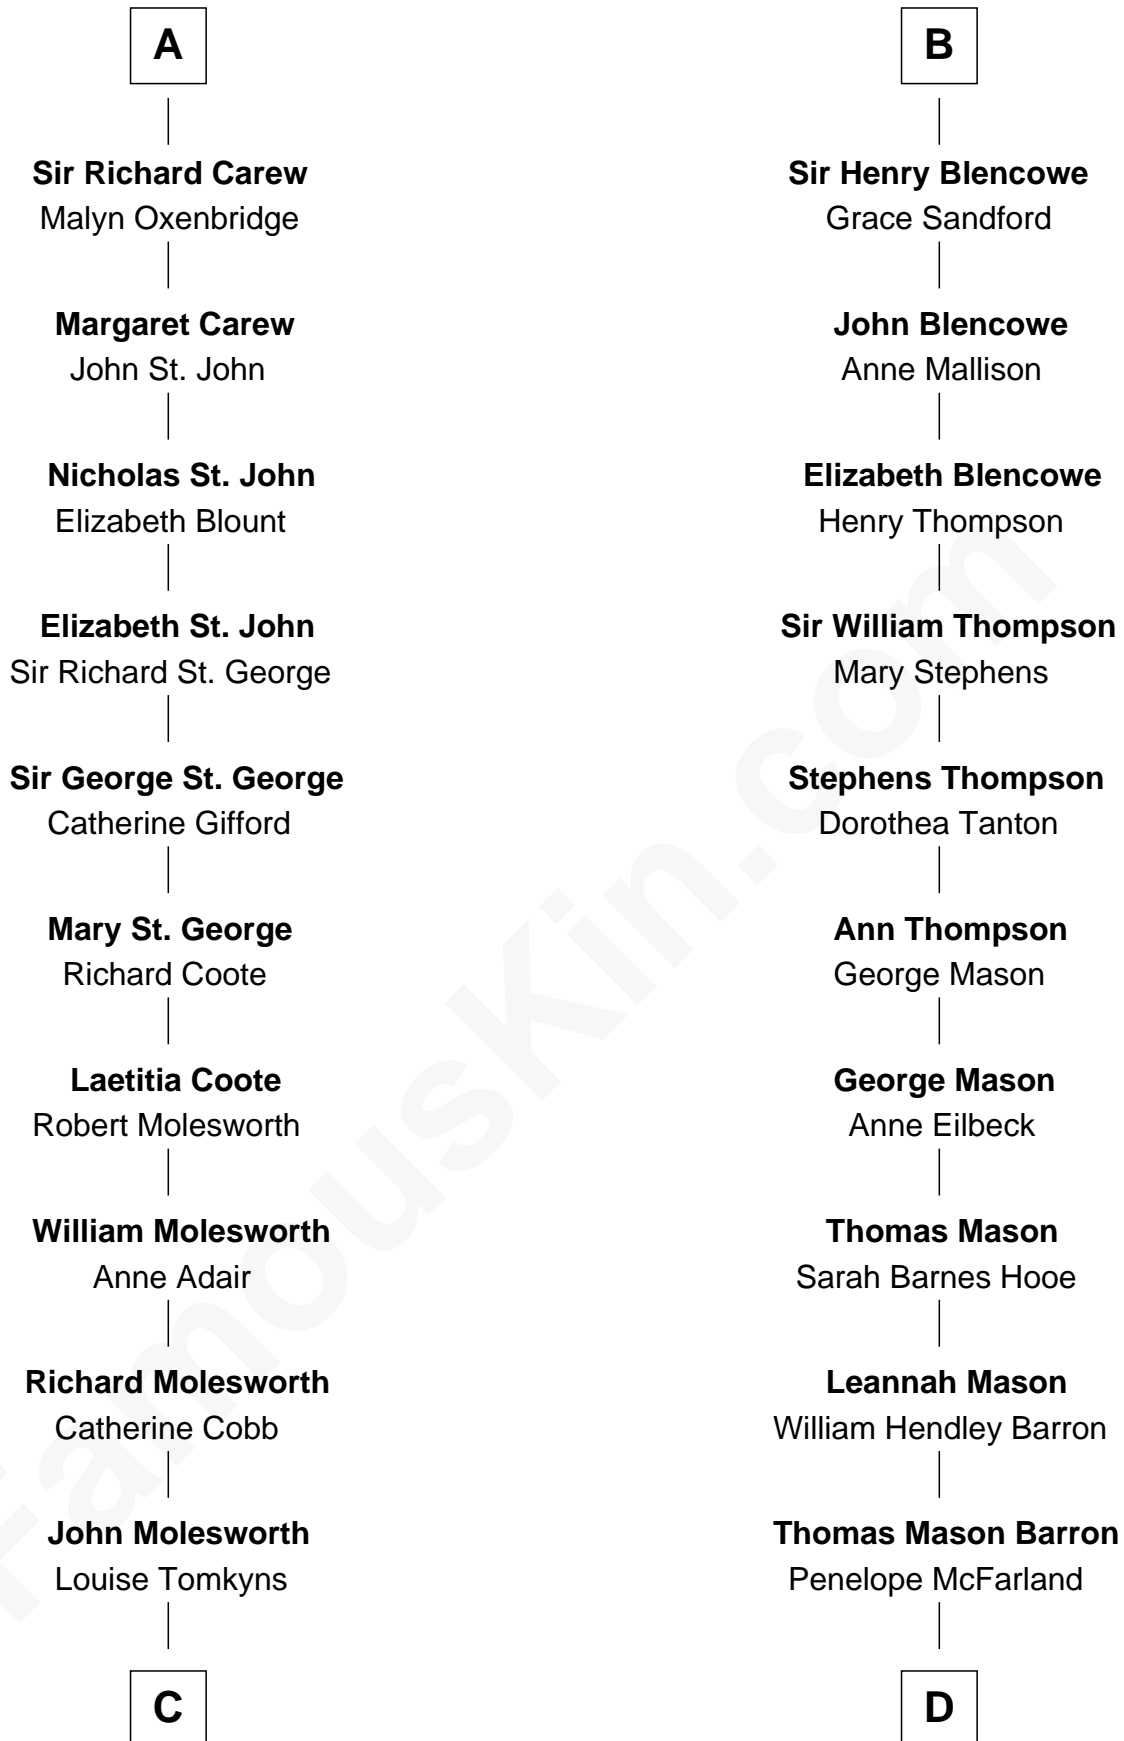 A
Sir Richard Carew
Malyn Oxenbridge
Margaret Carew
John St. John
Nicholas St. John
Elizabeth Blount
Elizabeth St. John
Sir Richard St. George
Sir George St. George
Catherine Gifford
Mary St. George
Richard Coote
Laetitia Coote
Robert Molesworth
William Molesworth
Anne Adair
Richard Molesworth
Catherine Cobb
John Molesworth
Louise Tomkyns
C
B
Sir Henry Blencowe
Grace Sandford
John Blencowe
Anne Mallison
Elizabeth Blencowe
Henry Thompson
Sir William Thompson
Mary Stephens
Stephens Thompson
Dorothea Tanton
Ann Thompson
George Mason
George Mason
Anne Eilbeck
Thomas Mason
Sarah Barnes Hooe
Leannah Mason
William Hendley Barron
Thomas Mason Barron
Penelope McFarland
D
FamousKin.com